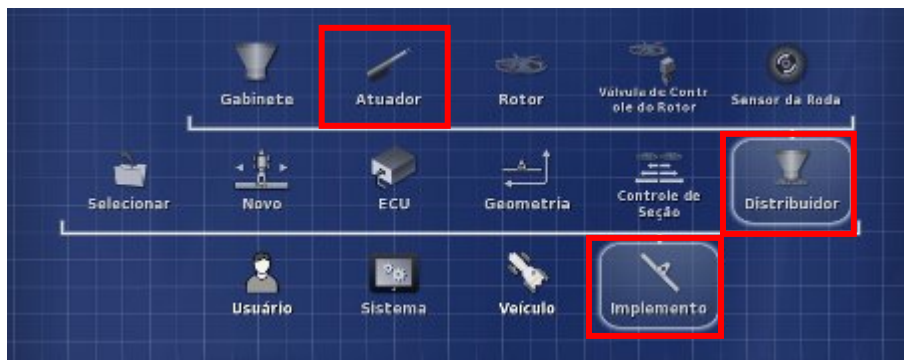 Gabinete
Atuador
Rotor
Válvula de Contr
ole do Rotor
Sensor da Roda
Selecionar
Novo
ECU
Geometria
Controle de
Seção
Distribuidor
Usuário
Sistema
Veículo
Implemento